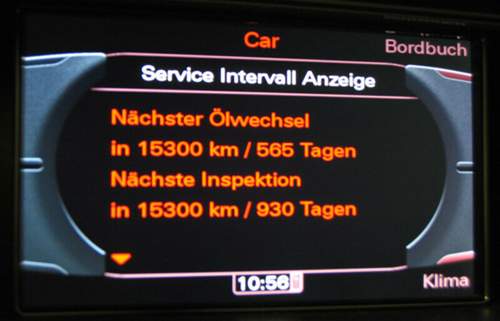 Car
Bordbuch
Service Intervall Anzeige
Nächster Ölwechsel
in 15300 km / 565 Tagen
Nächste Inspektion
in 15300 km / 930 Tagen
10:56
Klima